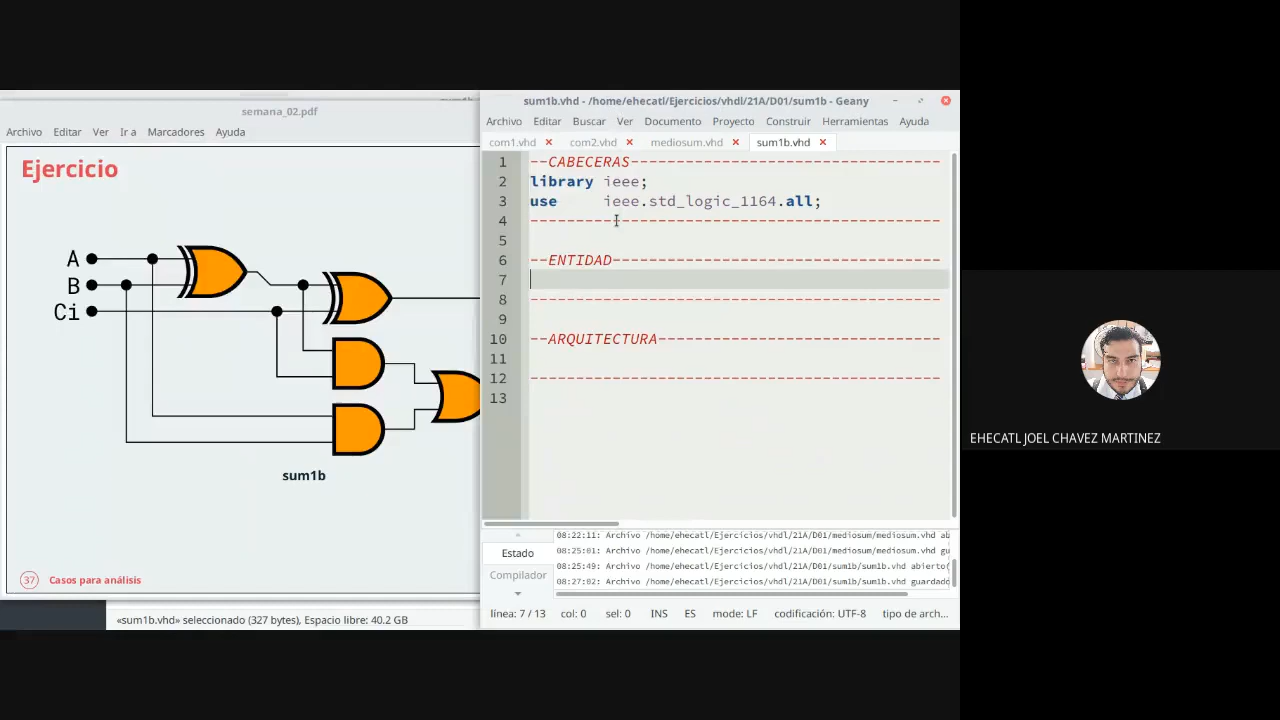 semana_02.pdf
Archivo Editar Ver Ir a Marcadores Ayuda
Ejercicio
A
B
Ci
sum1b
37 Casos para análisis
«sum1b.vhd» seleccionado (327 bytes), Espacio libre: 40.2 GB
sum1b.vhd - /home/ehecatl/Ejercicios/vhdl/21A/D01/sum1b - Geany
Archivo Editar Buscar Ver Documento Proyecto Construir Herramientas Ayuda
com1.vhd com2.vhd mediosum.vhd sum1b.vhd
1 --CABECERAS----------------------------------
2 library ieee;
3 use ieee.std_logic_1164.all;
4 ---------------------------------------------
5
6 --ENTIDAD------------------------------------
7
8 ---------------------------------------------
9
10 --ARQUITECTURA-------------------------------
11
12 ---------------------------------------------
13
Estado
Compilador
08:22:11: Archivo /home/ehecatl/Ejercicios/vhdl/21A/D01/mediosum/mediosum.vhd ab
08:25:01: Archivo /home/ehecatl/Ejercicios/vhdl/21A/D01/mediosum/mediosum.vhd gu
08:25:49: Archivo /home/ehecatl/Ejercicios/vhdl/21A/D01/sum1b/sum1b.vhd abierto(
08:27:02: Archivo /home/ehecatl/Ejercicios/vhdl/21A/D01/sum1b/sum1b.vhd guardado
línea: 7 / 13 col: 0 sel: 0 INS ES mode: LF codificación: UTF-8 tipo de arch...
EHECATL JOEL CHAVEZ MARTINEZ